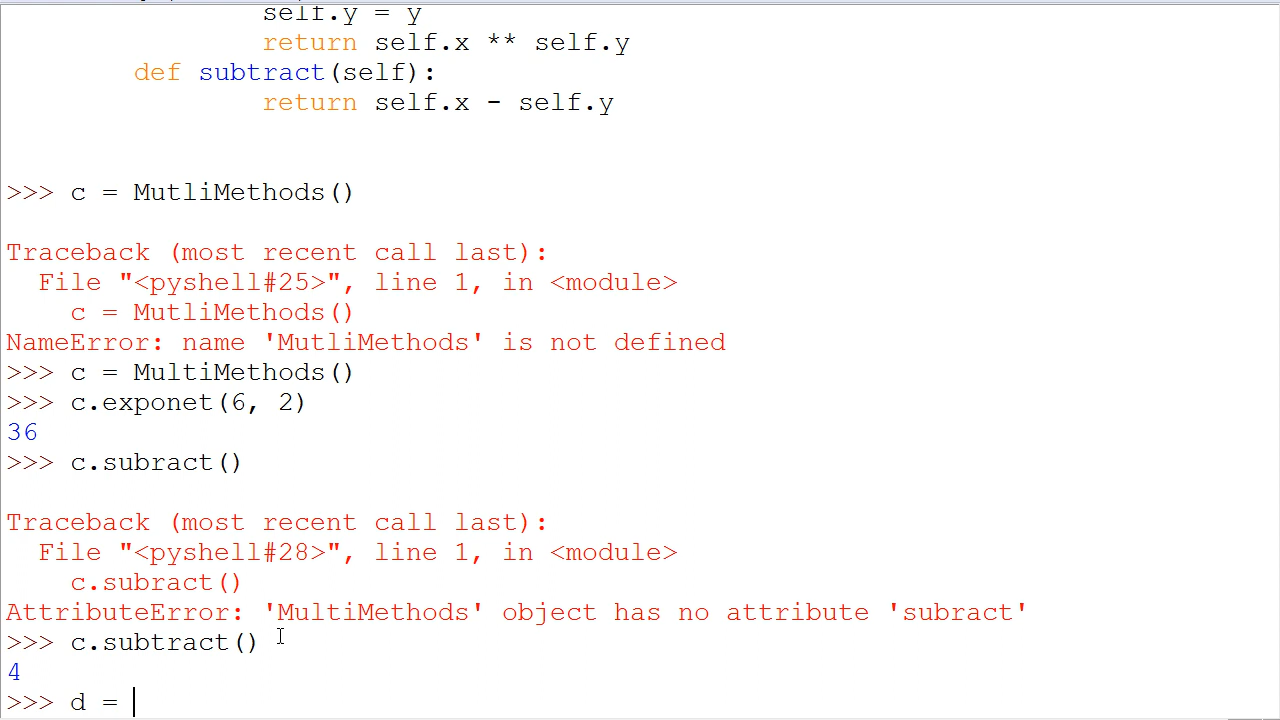 self.y = y
return self.x ** self.y
def subtract(self):
return self.x - self.y
>>> c = MutliMethods()
Traceback (most recent call last):
File "<pyshell#25>", line 1, in <module>
c = MutliMethods()
NameError: name 'MutliMethods' is not defined
>>> c = MultiMethods()
>>> c.exponet(6, 2)
36
>>> c.subract()
Traceback (most recent call last):
File "<pyshell#28>", line 1, in <module>
c.subract()
AttributeError: 'MultiMethods' object has no attribute 'subract'
>>> c.subtract()
4
>>> d =